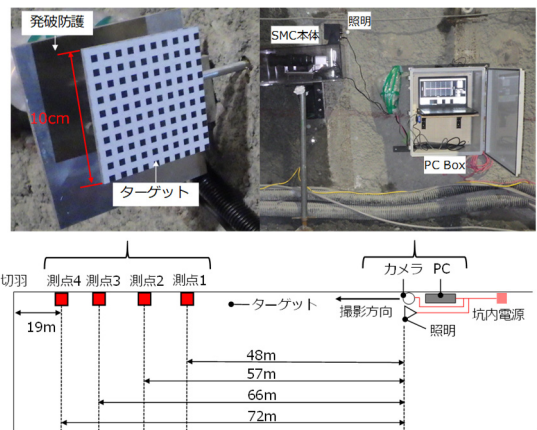 発破防護
10cm
ターゲット
照明
SMC本体
PC Box
カメラ PC
切羽 測点4 測点3 測点2 測点1
ターゲット
撮影方向
坑内電源
照明
19m
48m
57m
66m
72m